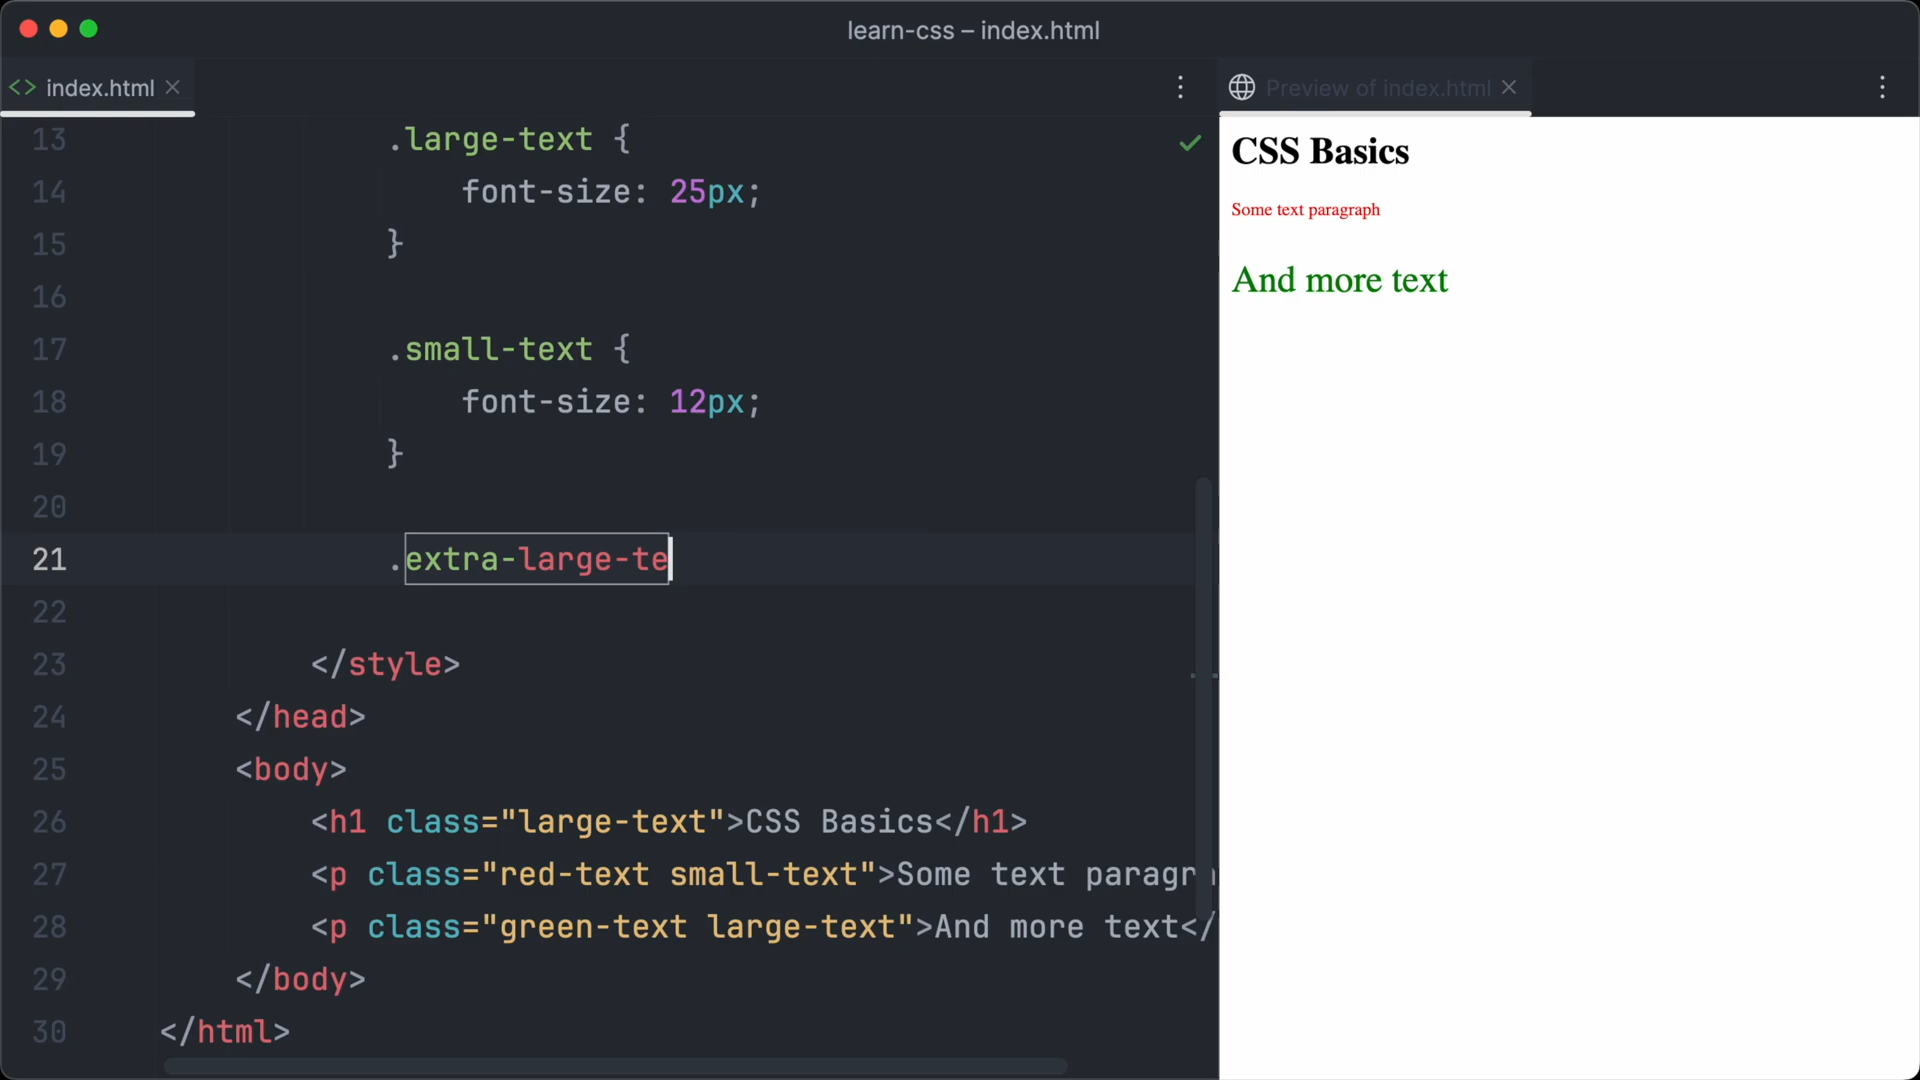 learn-css – index.html
<> index.html
Preview of index.html
13 .large-text {
14 font-size: 25px;
15 }
16
17 .small-text {
18 font-size: 12px;
19 }
20
21 .extra-large-te
22
23 </style>
24 </head>
25 <body>
26 <h1 class="large-text">CSS Basics</h1>
27 <p class="red-text small-text">Some text paragra
28 <p class="green-text large-text">And more text</
29 </body>
30 </html>
CSS Basics
Some text paragraph
And more text